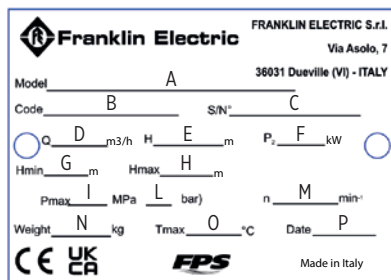 Franklin Electric
FRANKLIN ELECTRIC S.r.l.
Via Asolo, 7
36031 Dueville (VI) - ITALY
Model A
Code B S/N° C
Q D m3/h H E m P₂ F kW
Hmin G m Hmax H m
Pmax I MPa L bar) n M min⁻¹
Weight N kg Tmax O °C Date P
CE UK CA FPS Made in Italy